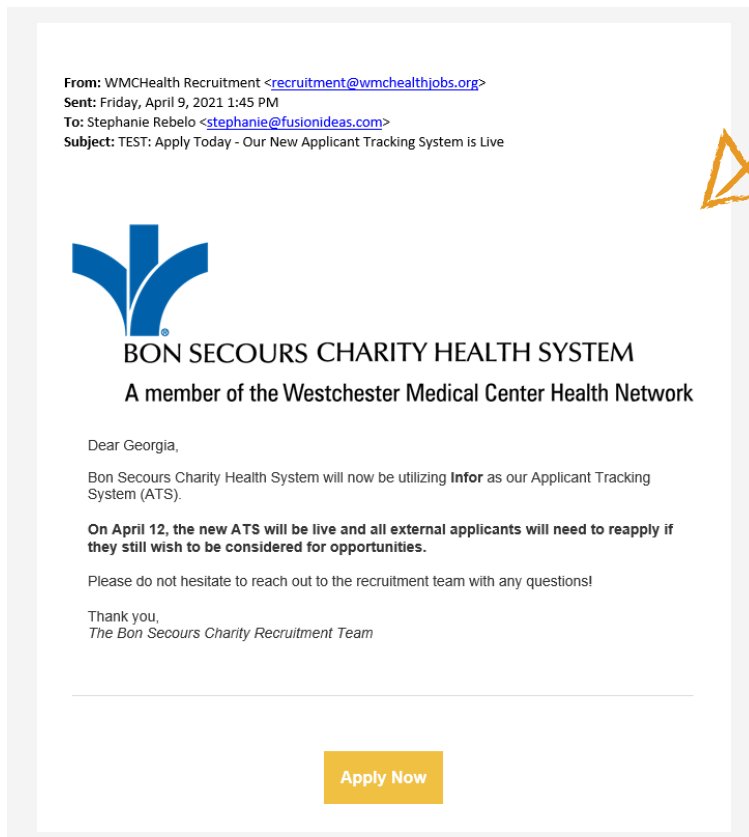 From: WMCHealth Recruitment <recruitment@wmchealthjobs.org>
Sent: Friday, April 9, 2021 1:45 PM
To: Stephanie Rebelo <stephanie@fusionideas.com>
Subject: TEST: Apply Today - Our New Applicant Tracking System is Live
®
BON SECOURS CHARITY HEALTH SYSTEM
A member of the Westchester Medical Center Health Network
Dear Georgia,
Bon Secours Charity Health System will now be utilizing Infor as our Applicant Tracking
System (ATS).
On April 12, the new ATS will be live and all external applicants will need to reapply if
they still wish to be considered for opportunities.
Please do not hesitate to reach out to the recruitment team with any questions!
Thank you,
The Bon Secours Charity Recruitment Team
Apply Now